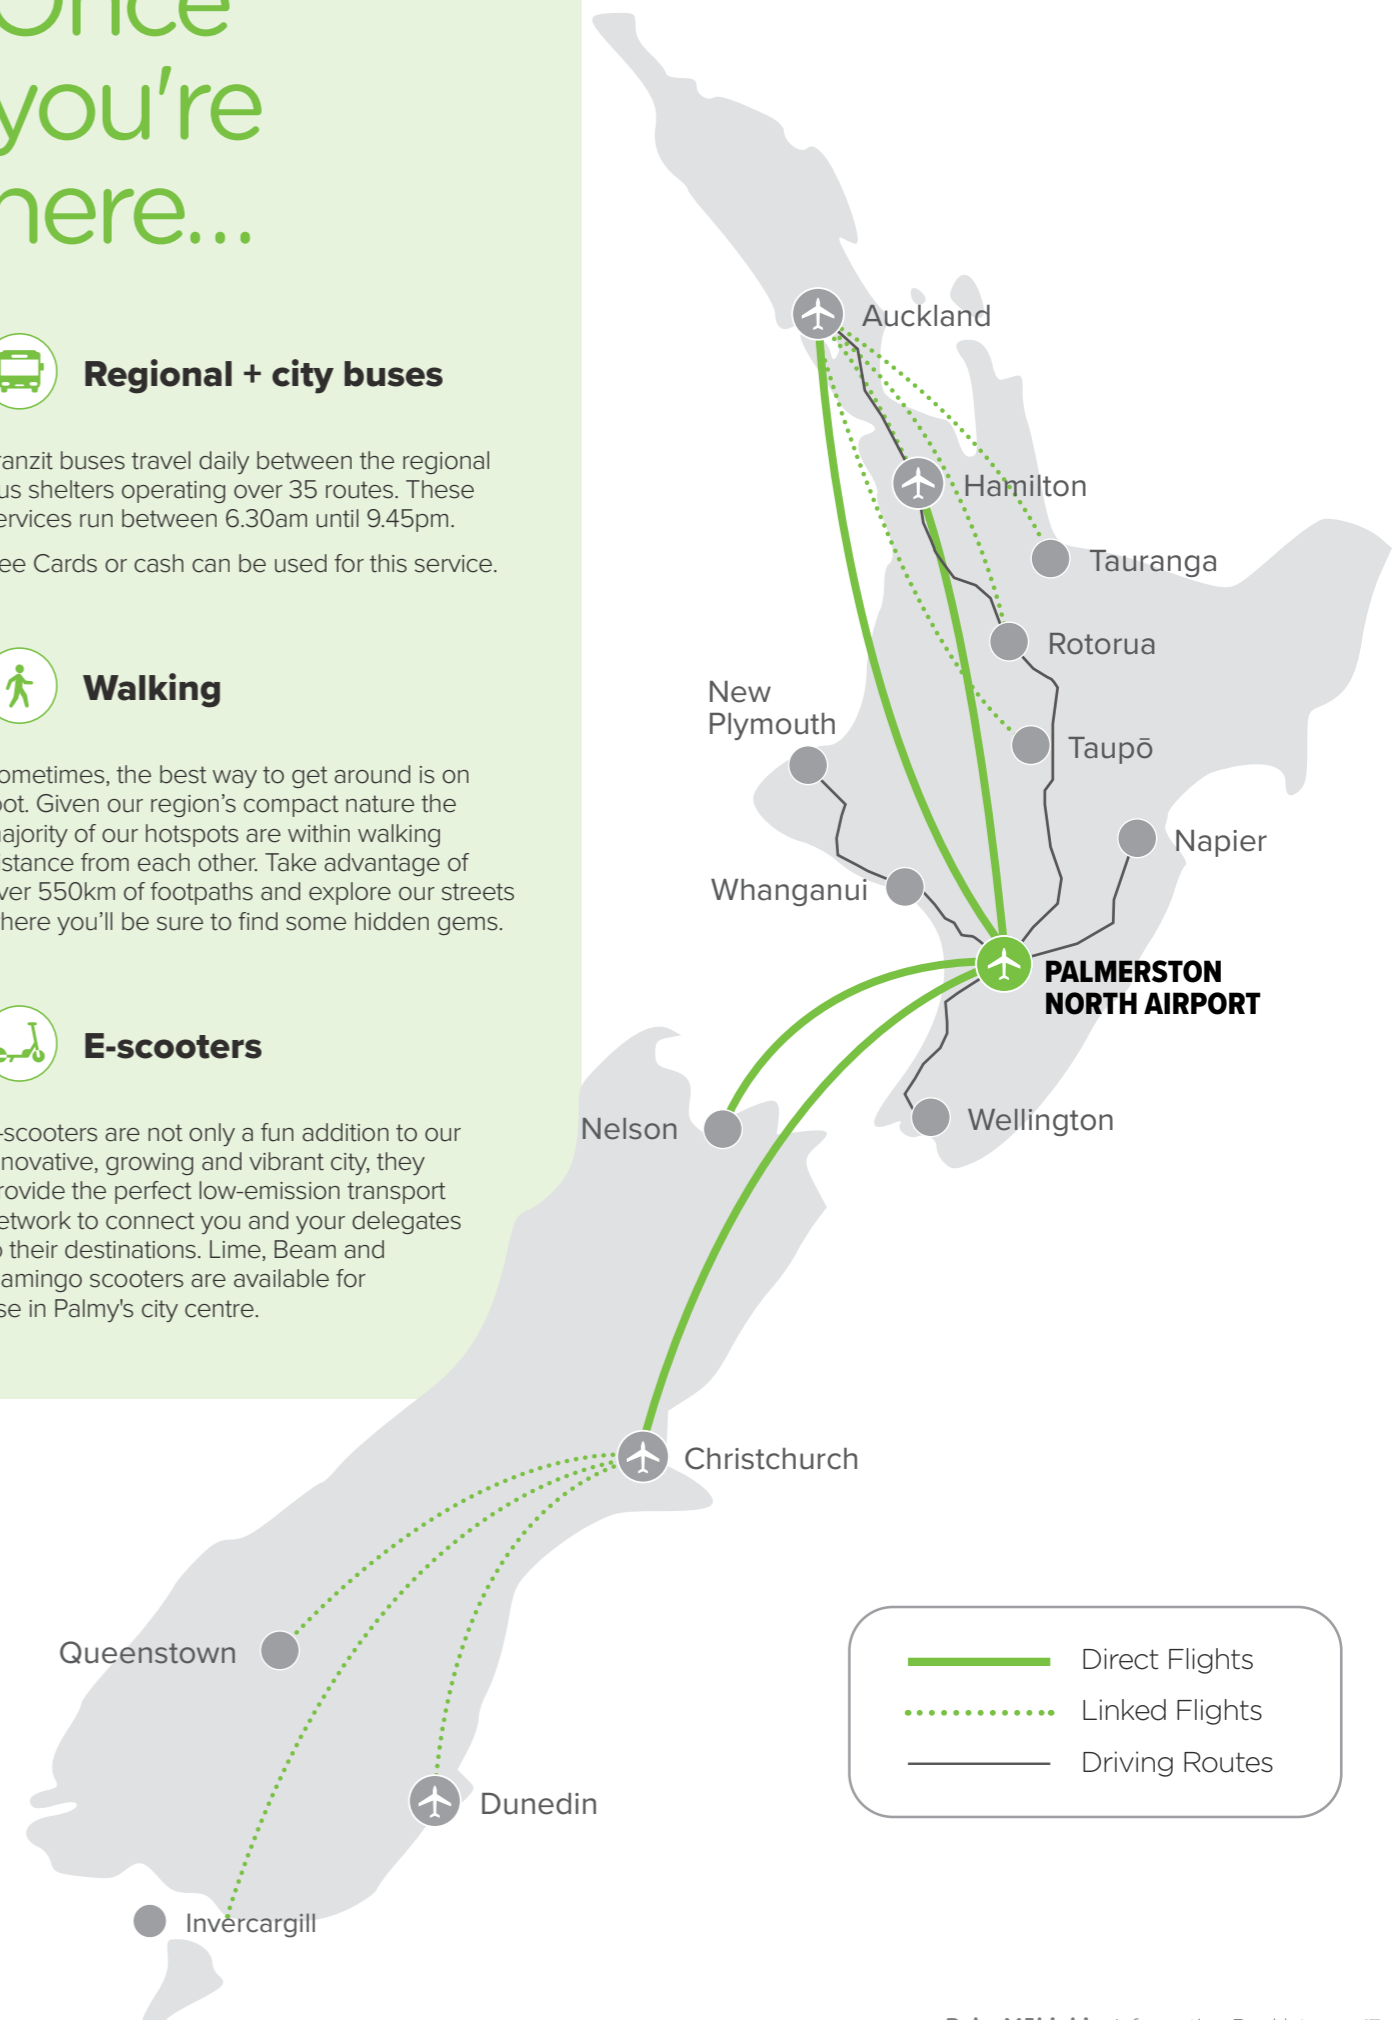 Once
you're
here...
Regional + city buses
ranzit buses travel daily between the regional
us shelters operating over 35 routes. These
ervices run between 6.30am until 9.45pm.
ee Cards or cash can be used for this service.
Walking
ometimes, the best way to get around is on
oot. Given our region’s compact nature the
ajority of our hotspots are within walking
istance from each other. Take advantage of
ver 550km of footpaths and explore our streets
here you’ll be sure to find some hidden gems.
E-scooters
-scooters are not only a fun addition to our
novative, growing and vibrant city, they
rovide the perfect low-emission transport
etwork to connect you and your delegates
o their destinations. Lime, Beam and
amingo scooters are available for
se in Palmy's city centre.
Auckland
Hamilton
Tauranga
Rotorua
New
Plymouth
Taupō
Napier
Whanganui
PALMERSTON
NORTH AIRPORT
Nelson
Wellington
Christchurch
Queenstown
Dunedin
Invercargill
Direct Flights
Linked Flights
Driving Routes